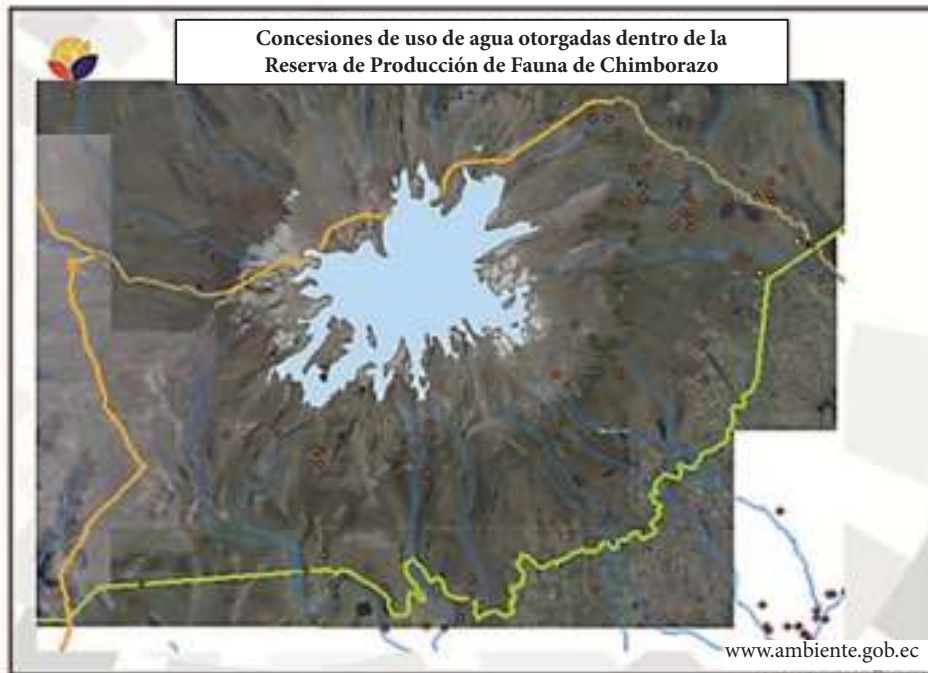 Concesiones de uso de agua otorgadas dentro de la
Reserva de Producción de Fauna de Chimborazo
www.ambiente.gob.ec